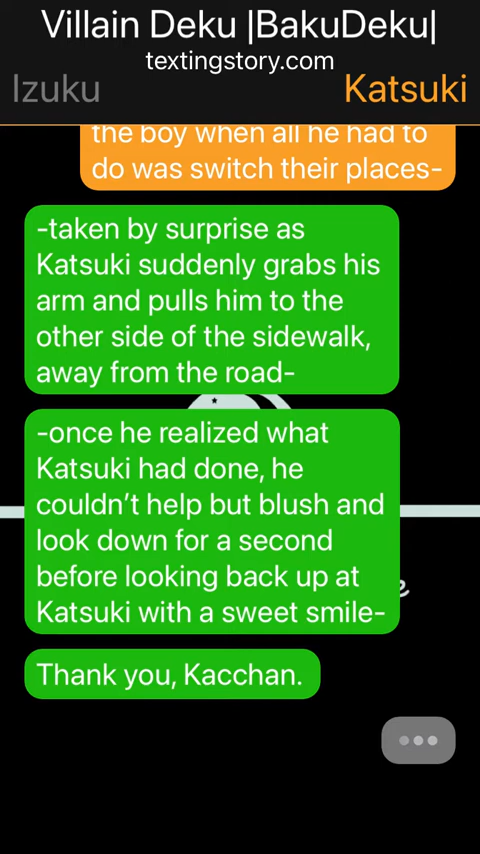 Villain Deku |BakuDeku|
textingstory.com
Izuku
Katsuki
the boy when all he had to
do was switch their places-
-taken by surprise as
Katsuki suddenly grabs his
arm and pulls him to the
other side of the sidewalk,
away from the road-
-once he realized what
Katsuki had done, he
couldn’t help but blush and
look down for a second
before looking back up at
Katsuki with a sweet smile-
Thank you, Kacchan.